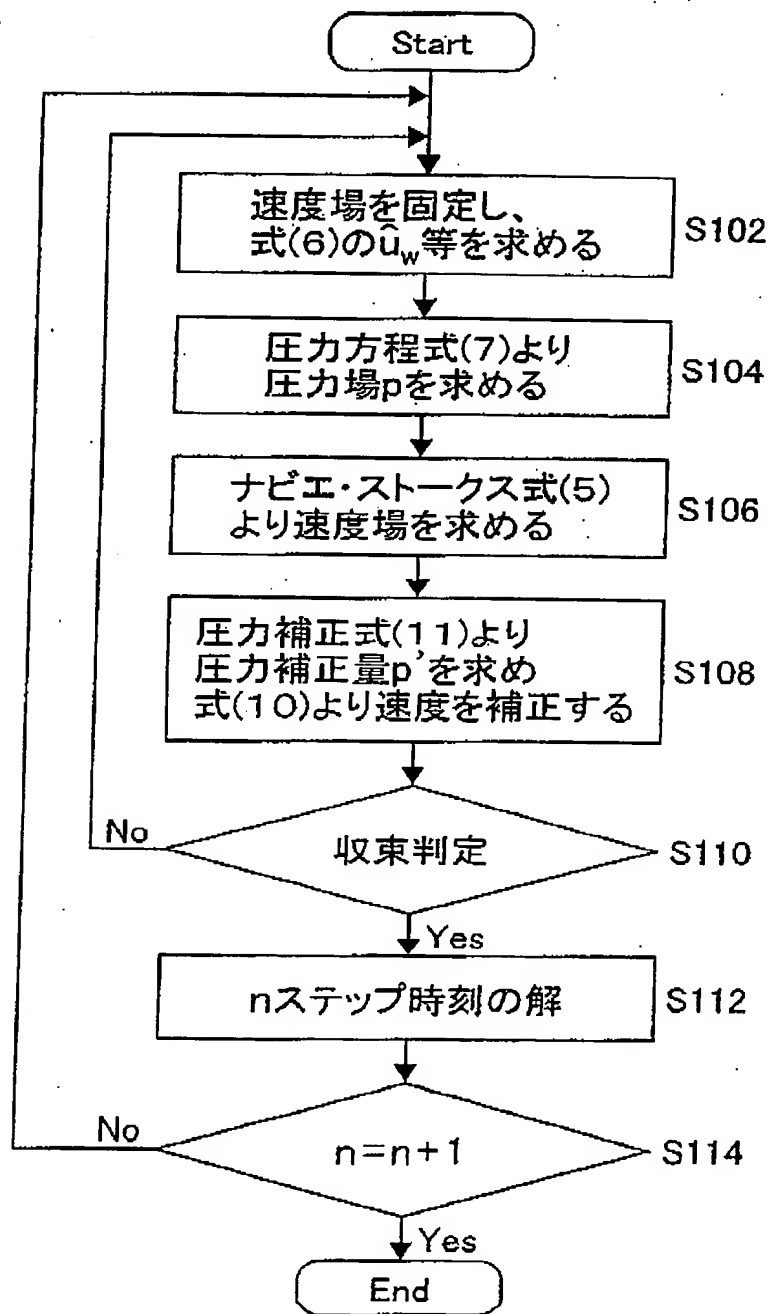 Start
速度場を固定し、
式(6)のûw等を求める
S102
圧力方程式(7)より
圧力場pを求める
S104
ナビエ・ストークス式(5)
より速度場を求める
S106
圧力補正式(11)より
圧力補正量p'を求め
式(10)より速度を補正する
S108
No
収束判定
S110
Yes
nステップ時刻の解
S112
No
n=n+1
S114
Yes
End